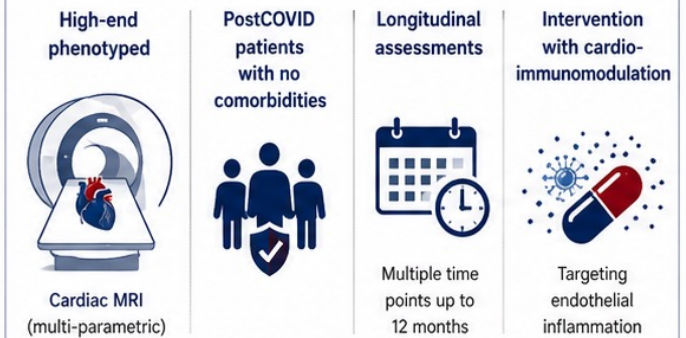 High-end
phenotyped
Cardiac MRI
(multi-parametric)
PostCOVID
patients
with no
comorbidities
Longitudinal
assessments
Multiple time
points up to
12 months
Intervention
with cardio-
immunomodulation
Targeting
endothelial
inflammation